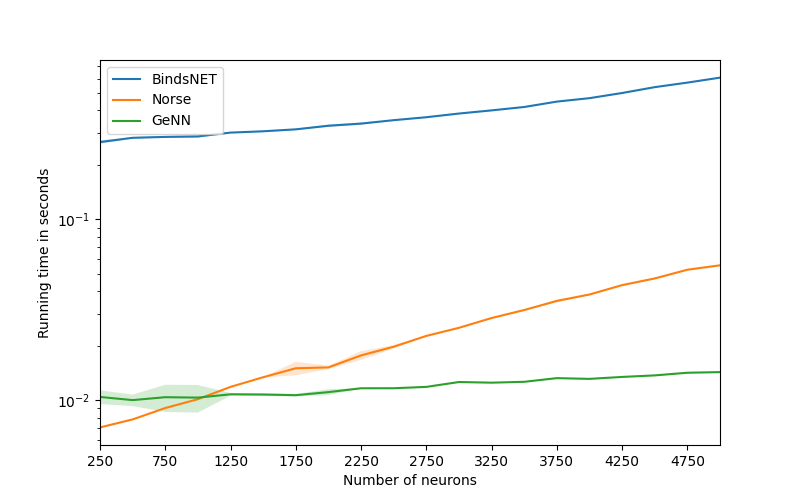 BindsNET
Norse
GeNN
Running time in seconds
10⁻¹
10⁻²
250 750 1250 1750 2250 2750 3250 3750 4250 4750
Number of neurons